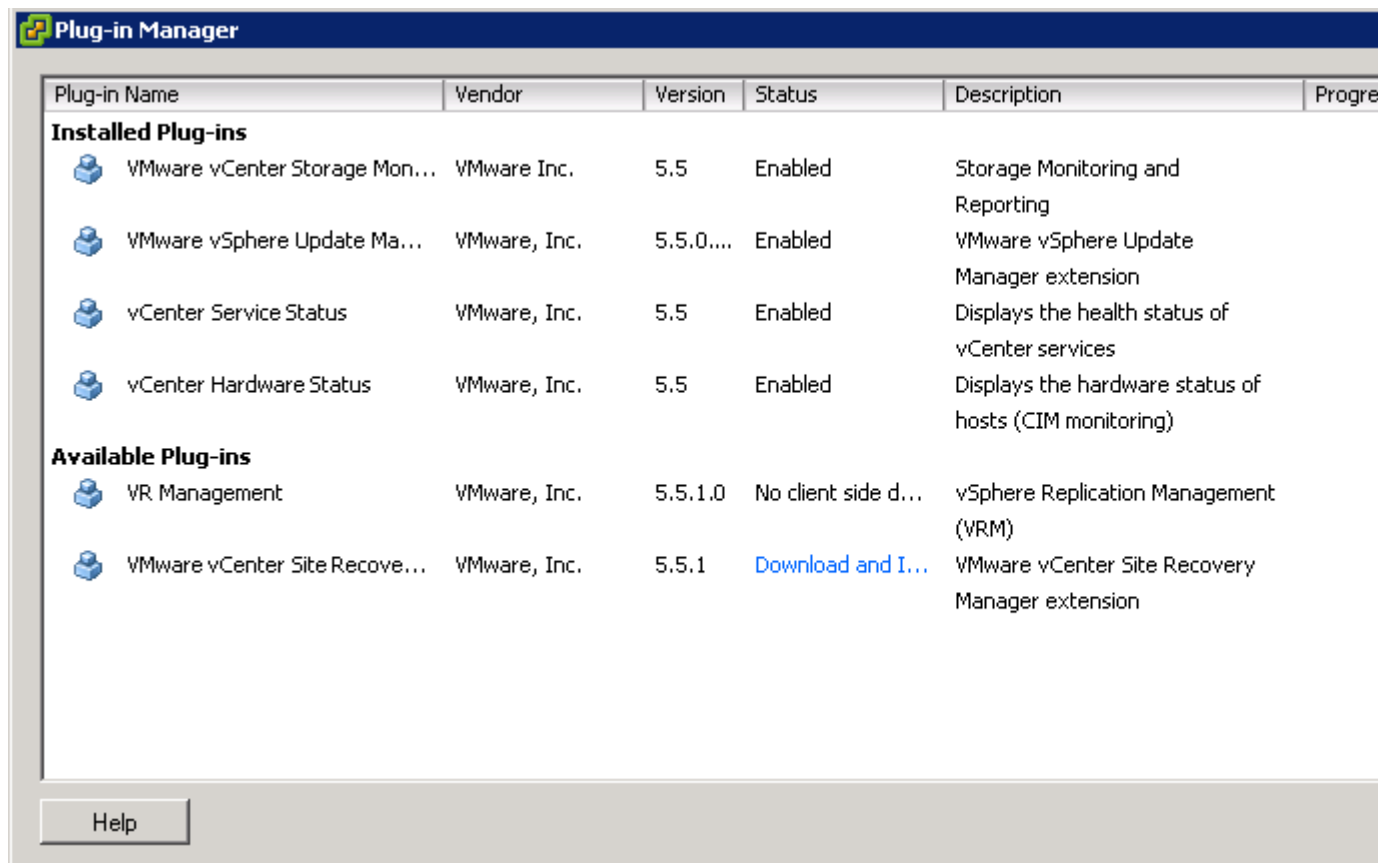 Plug-in Manager
Plug-in Name Vendor Version Status Description Progre
Installed Plug-ins
VMware vCenter Storage Mon... VMware Inc. 5.5 Enabled Storage Monitoring and
Reporting
VMware vSphere Update Ma... VMware, Inc. 5.5.0.... Enabled VMware vSphere Update
Manager extension
vCenter Service Status VMware, Inc. 5.5 Enabled Displays the health status of
vCenter services
vCenter Hardware Status VMware, Inc. 5.5 Enabled Displays the hardware status of
hosts (CIM monitoring)
Available Plug-ins
VR Management VMware, Inc. 5.5.1.0 No client side d... vSphere Replication Management
(VRM)
VMware vCenter Site Recove... VMware, Inc. 5.5.1 Download and I... VMware vCenter Site Recovery
Manager extension
Help